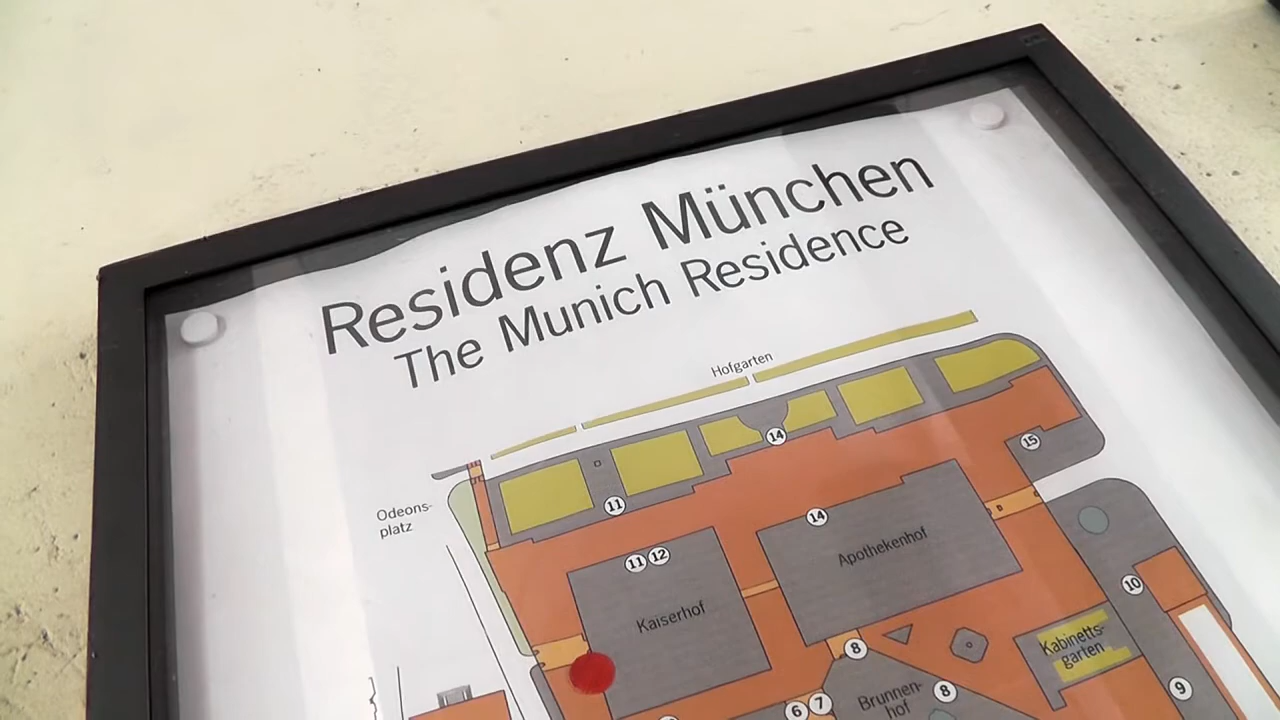 Residenz München
The Munich Residence
Hofgarten
Odeons-
platz
14
15
11
14
11 12
Apothekenhof
Kaiserhof
10
Kabinetts-
garten
8
8
9
Brunnen-
hof
6 7